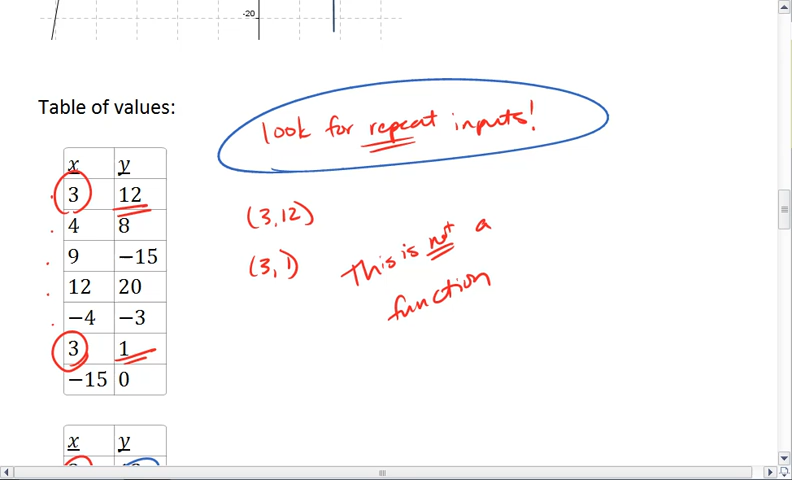 -20
Table of values:
look for repeat inputs!
x y
3 12
4 8
9 −15
12 20
−4 −3
3 1
−15 0
(3,12)
(3,1)
This is not a
function
x y